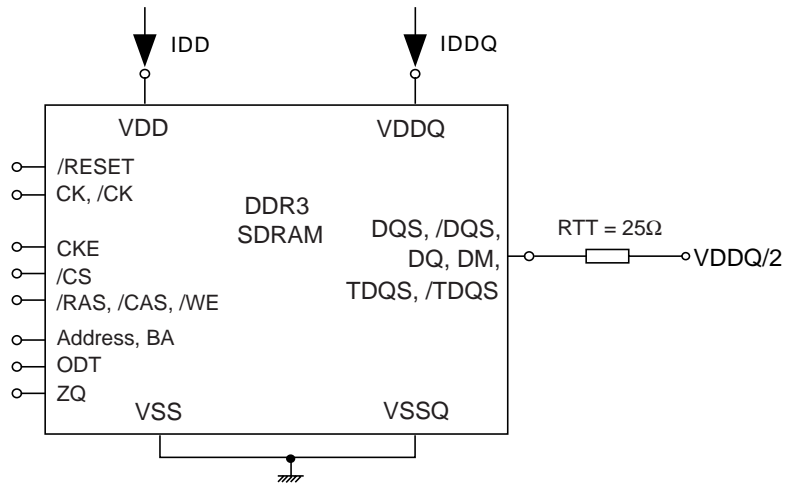 IDD
IDDQ
VDD
VDDQ
/RESET
CK, /CK
CKE
/CS
/RAS, /CAS, /WE
Address, BA
ODT
ZQ
DDR3
SDRAM
DQS, /DQS,
DQ, DM,
TDQS, /TDQS
RTT = 25Ω
VDDQ/2
VSS
VSSQ